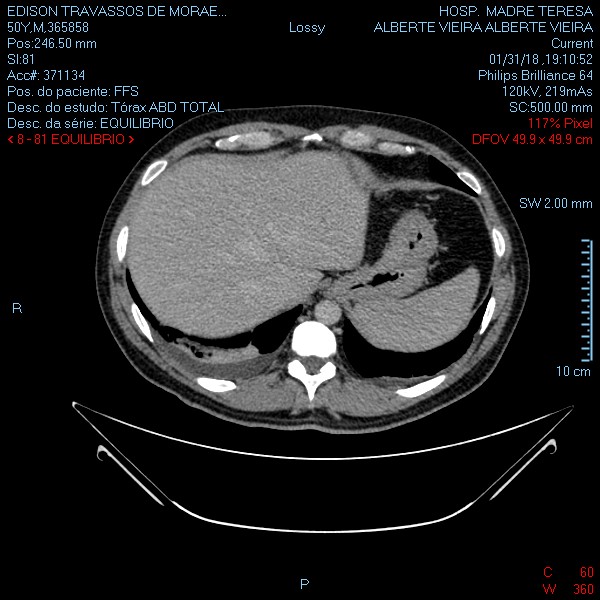 EDISON TRAVASSOS DE MORAE...
50Y,M,365858
Pos:246.50 mm
SI:81
Acc#: 371134
Pos. do paciente: FFS
Desc. do estudo: Tórax ABD TOTAL
Desc. da série: EQUILIBRIO
< 8 - 81 EQUILIBRIO >
Lossy
HOSP. MADRE TERESA
ALBERTE VIEIRA ALBERTE VIEIRA
Current
01/31/18 ,19:10:52
Philips Brilliance 64
120kV, 219mAs
SC:500.00 mm
117% Pixel
DFOV 49.9 x 49.9 cm
SW 2.00 mm
R
10 cm
P
C 60
W 360